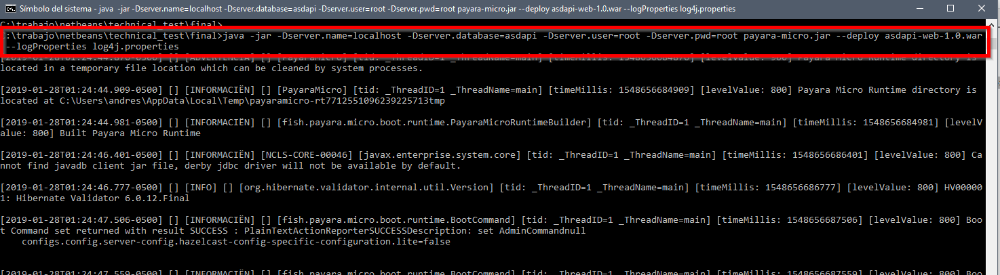 Símbolo del sistema - java -jar -Dserver.name=localhost -Dserver.database=asdapi -Dserver.user=root -Dserver.pwd=root payara-micro.jar --deploy asdapi-web-1.0.war --logProperties log4j.properties
C:\trabajo\netbeans\technical_test\final>
:\trabajo\netbeans\technical_test\final>java -jar -Dserver.name=localhost -Dserver.database=asdapi -Dserver.user=root -Dserver.pwd=root payara-micro.jar --deploy asdapi-web-1.0.war
--logProperties log4j.properties
[2019-01-28T01:24:44.876-0500] [] [ADVERTENCIA] [] [PayaraMicro] [tid: _ThreadID=1 _ThreadName=main] [timeMillis: 1548656684876] [levelValue: 900] Payara Micro Runtime directory is
located in a temporary file location which can be cleaned by system processes.
[2019-01-28T01:24:44.909-0500] [] [INFORMACIËN] [] [PayaraMicro] [tid: _ThreadID=1 _ThreadName=main] [timeMillis: 1548656684909] [levelValue: 800] Payara Micro Runtime directory is
located at C:\Users\andres\AppData\Local\Temp\payaramicro-rt7712551096239225713tmp
[2019-01-28T01:24:44.981-0500] [] [INFORMACIËN] [] [fish.payara.micro.boot.runtime.PayaraMicroRuntimeBuilder] [tid: _ThreadID=1 _ThreadName=main] [timeMillis: 1548656684981] [levelV
alue: 800] Built Payara Micro Runtime
[2019-01-28T01:24:46.401-0500] [] [INFORMACIËN] [NCLS-CORE-00046] [javax.enterprise.system.core] [tid: _ThreadID=1 _ThreadName=main] [timeMillis: 1548656686401] [levelValue: 800] Ca
nnot find javadb client jar file, derby jdbc driver will not be available by default.
[2019-01-28T01:24:46.777-0500] [] [INFO] [] [org.hibernate.validator.internal.util.Version] [tid: _ThreadID=1 _ThreadName=main] [timeMillis: 1548656686777] [levelValue: 800] HV00000
1: Hibernate Validator 6.0.12.Final
[2019-01-28T01:24:47.506-0500] [] [INFORMACIËN] [] [fish.payara.micro.boot.runtime.BootCommand] [tid: _ThreadID=1 _ThreadName=main] [timeMillis: 1548656687506] [levelValue: 800] Boo
t Command set returned with result SUCCESS : PlainTextActionReporterSUCCESSDescription: set AdminCommandnull
configs.config.server-config.hazelcast-config-specific-configuration.lite=false
[2019-01-28T01:24:47.559-0500] [] [INFORMACIËN] [] [fish.payara.micro.boot.runtime.BootCommand] [tid: _ThreadID=1 _ThreadName=main] [timeMillis: 1548656687559] [levelValue: 800] Boo